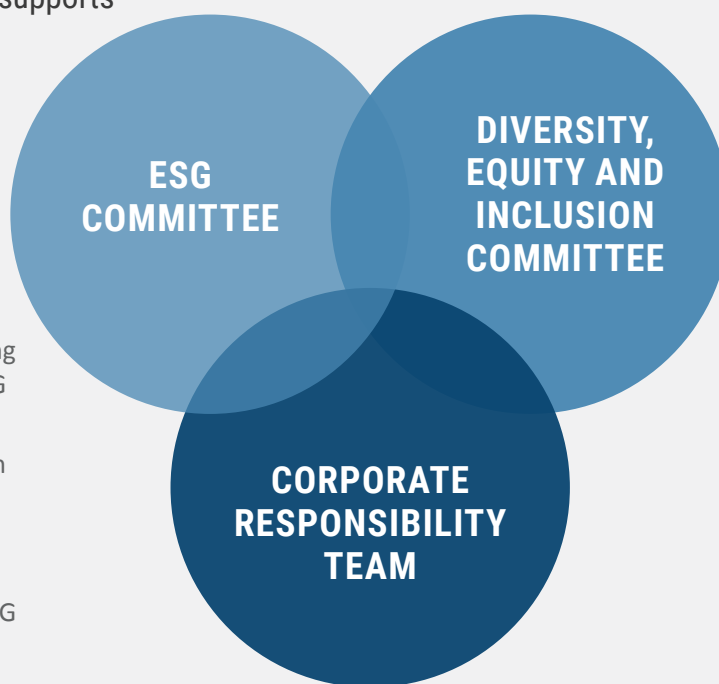 supports
ESG
COMMITTEE
DIVERSITY,
EQUITY AND
INCLUSION
COMMITTEE
CORPORATE
RESPONSIBILITY
TEAM